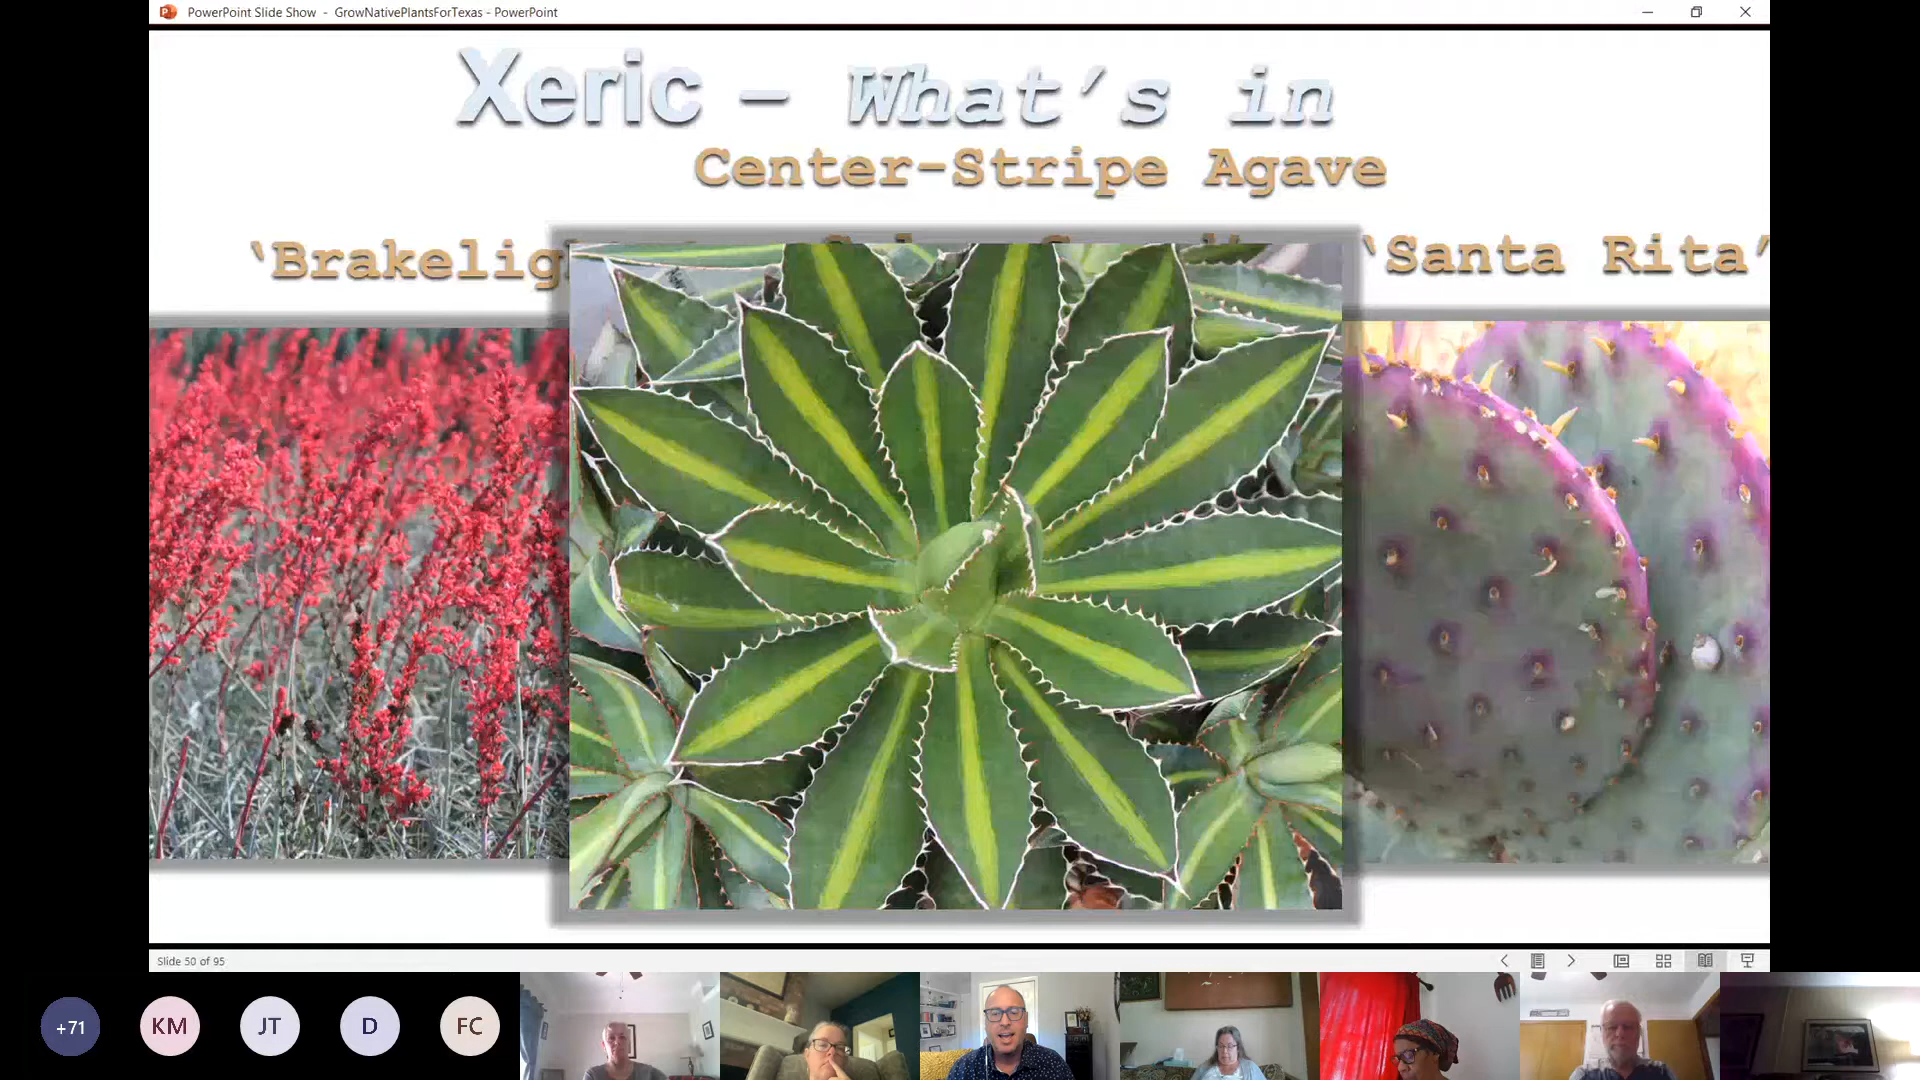 PowerPoint Slide Show - GrowNativePlantsForTexas - PowerPoint
Xeric – What's in
Center-Stripe Agave
'Brakelig
'Santa Rita'
Slide 50 of 95
+71
KM
JT
D
FC